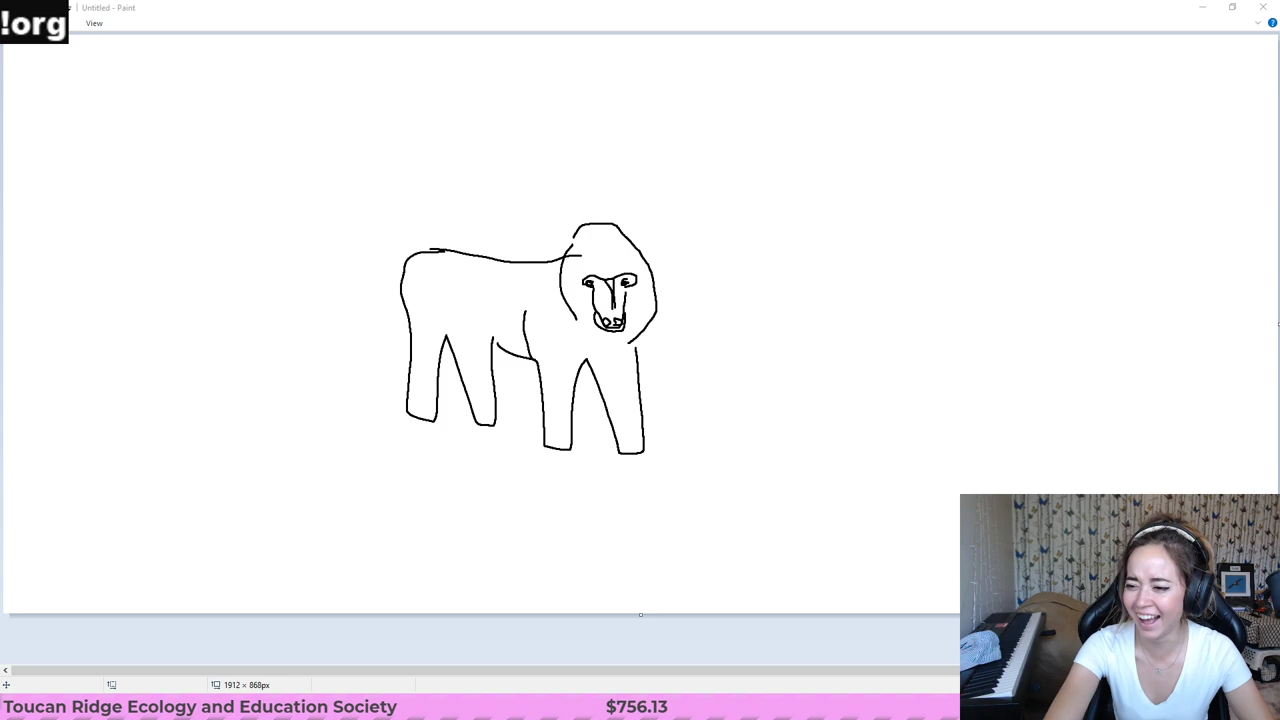 !org
Untitled - Paint
View
1912 × 868px
Toucan Ridge Ecology and Education Society $756.13